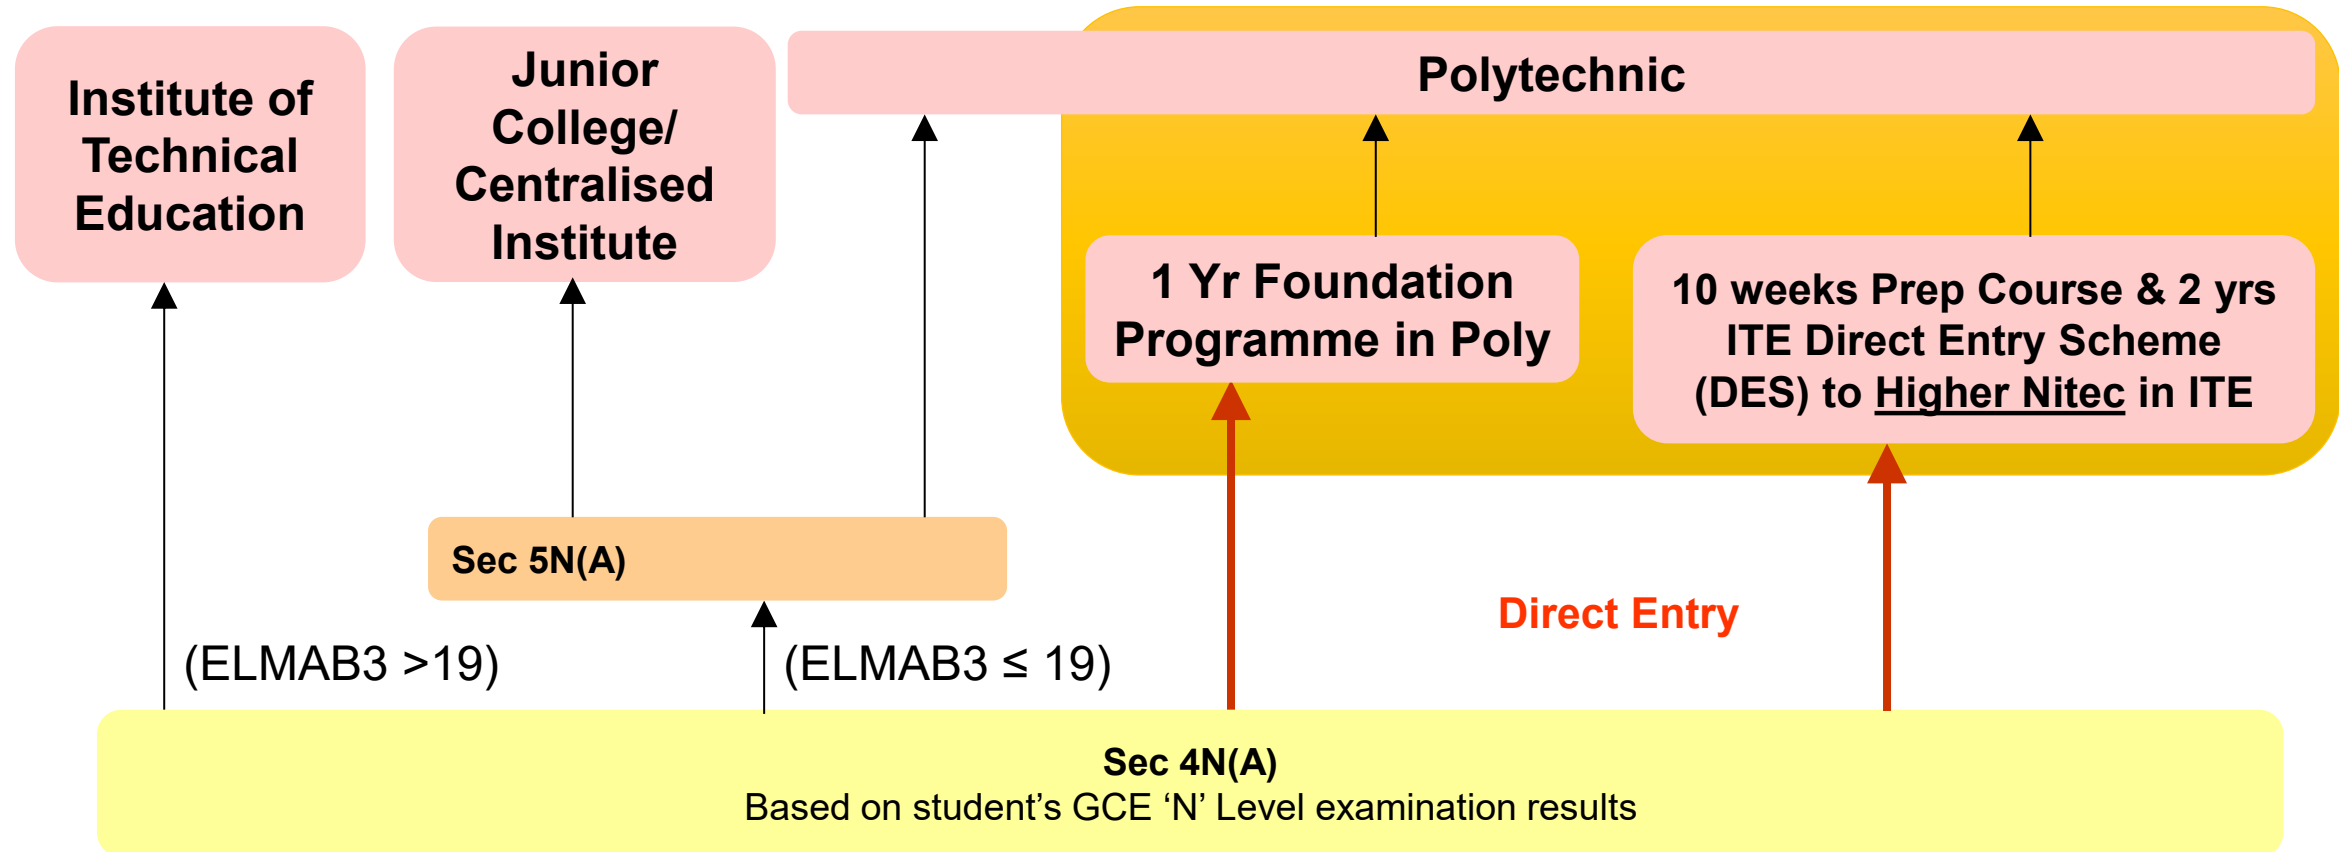 Institute of
Technical
Education
Junior
College/
Centralised
Institute
Polytechnic
1 Yr Foundation
Programme in Poly
10 weeks Prep Course & 2 yrs
ITE Direct Entry Scheme
(DES) to Higher Nitec in ITE
Sec 5N(A)
Direct Entry
(ELMAB3 >19)
(ELMAB3 ≤ 19)
Sec 4N(A)
Based on student’s GCE ‘N’ Level examination results